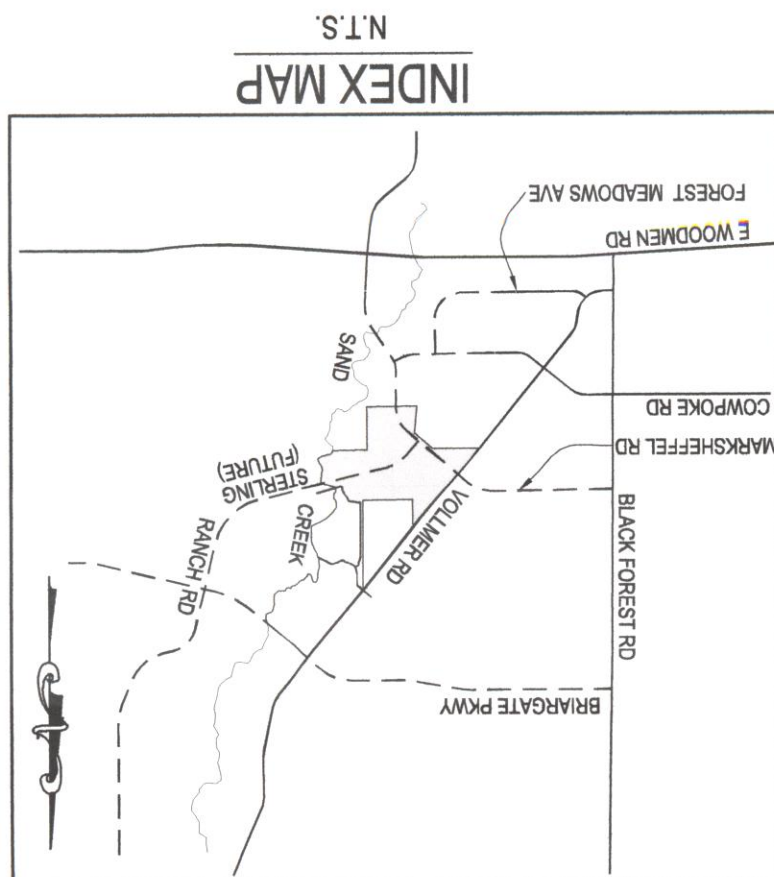 BRIARGATE PKWY
BLACK FOREST RD
RANCH RD
VOLLMER RD
CREEK
STERLING
(FUTURE)
MARKSHEFFEL RD
COWPOKE RD
SAND
E WOODMEN RD
FOREST MEADOWS AVE
INDEX MAP
N.T.S.